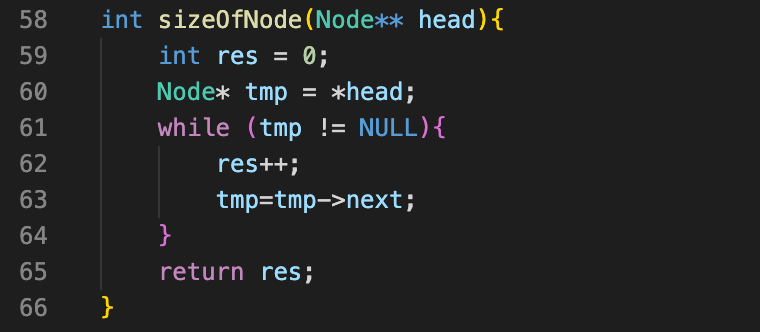 58 int sizeOfNode(Node** head){
59 int res = 0;
60 Node* tmp = *head;
61 while (tmp != NULL){
62 res++;
63 tmp=tmp->next;
64 }
65 return res;
66 }